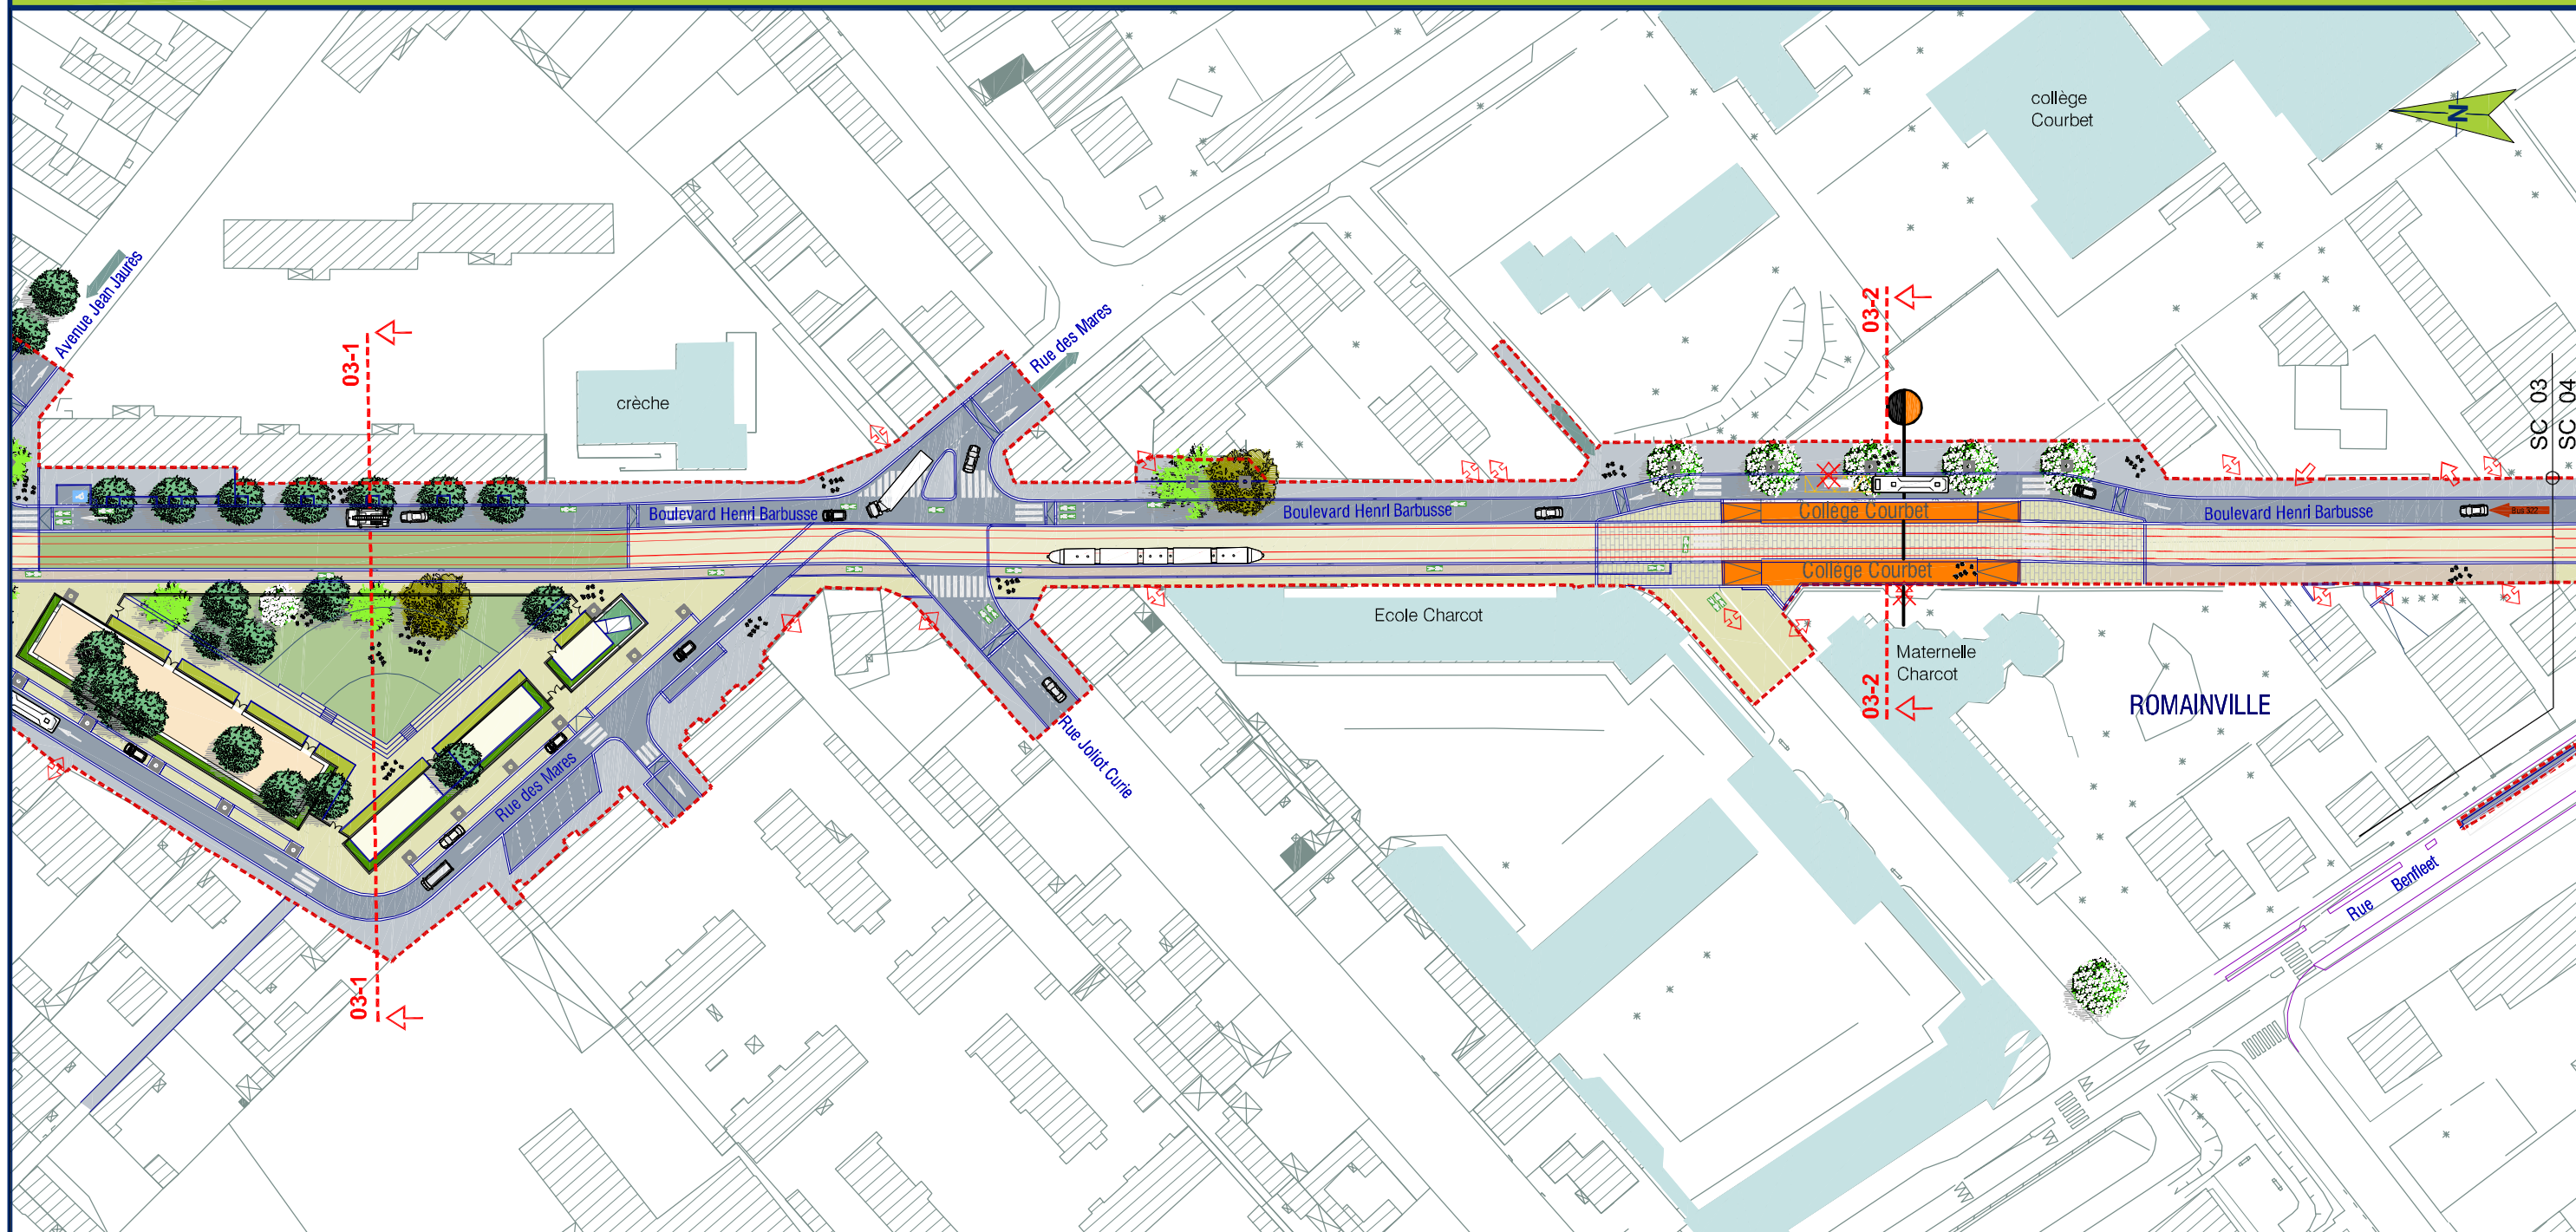 collège
Courbet
N
Avenue Jean Jaurès
03-1
crèche
Rue des Mares
03-2
SC 03
SC 04
Boulevard Henri Barbusse
Boulevard Henri Barbusse
Collège Courbet
Boulevard Henri Barbusse
Bus 322
Collège Courbet
Ecole Charcot
Maternelle
Charcot
03-2
ROMAINVILLE
Rue Joliot Curie
Rue des Mares
Rue Benfleet
03-1